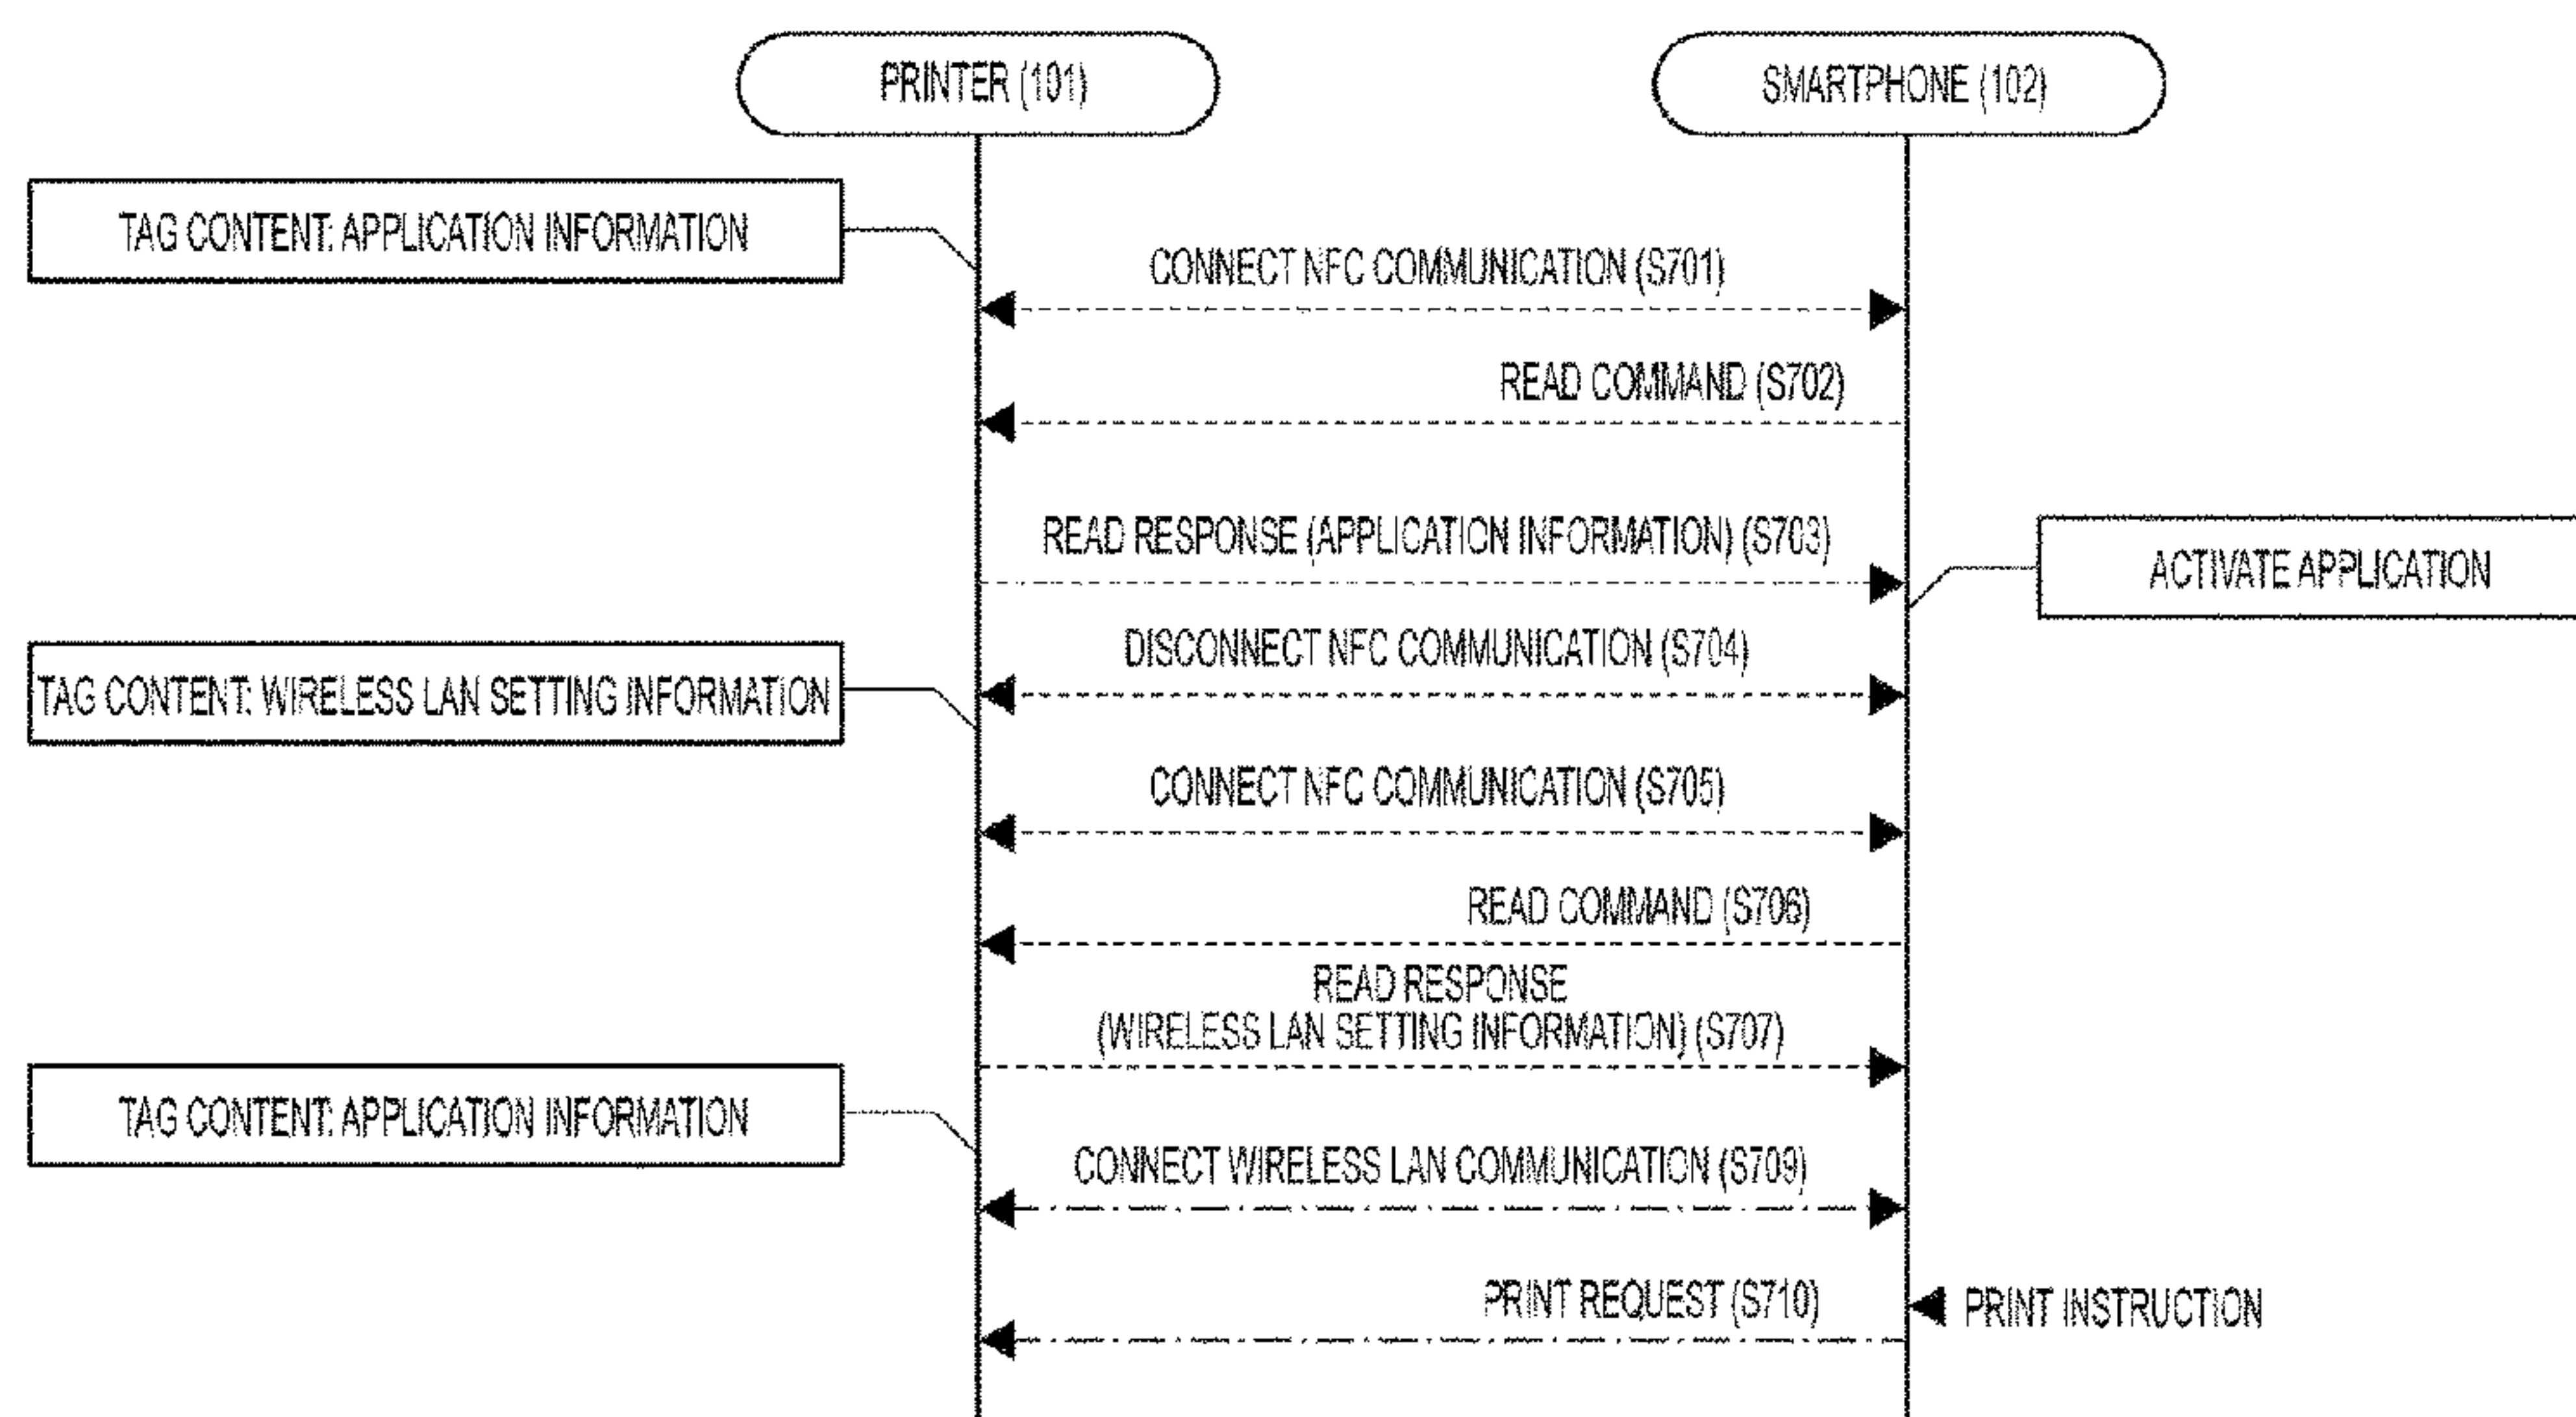 PRINTER (101)
SMARTPHONE (102)
TAG CONTENT: APPLICATION INFORMATION
CONNECT NFC COMMUNICATION (S701)
READ COMMAND (S702)
READ RESPONSE (APPLICATION INFORMATION) (S703)
ACTIVATE APPLICATION
DISCONNECT NFC COMMUNICATION (S704)
TAG CONTENT: WIRELESS LAN SETTING INFORMATION
CONNECT NFC COMMUNICATION (S705)
READ COMMAND (S706)
READ RESPONSE
(WIRELESS LAN SETTING INFORMATION) (S707)
TAG CONTENT: APPLICATION INFORMATION
CONNECT WIRELESS LAN COMMUNICATION (S709)
PRINT REQUEST (S710)
PRINT INSTRUCTION